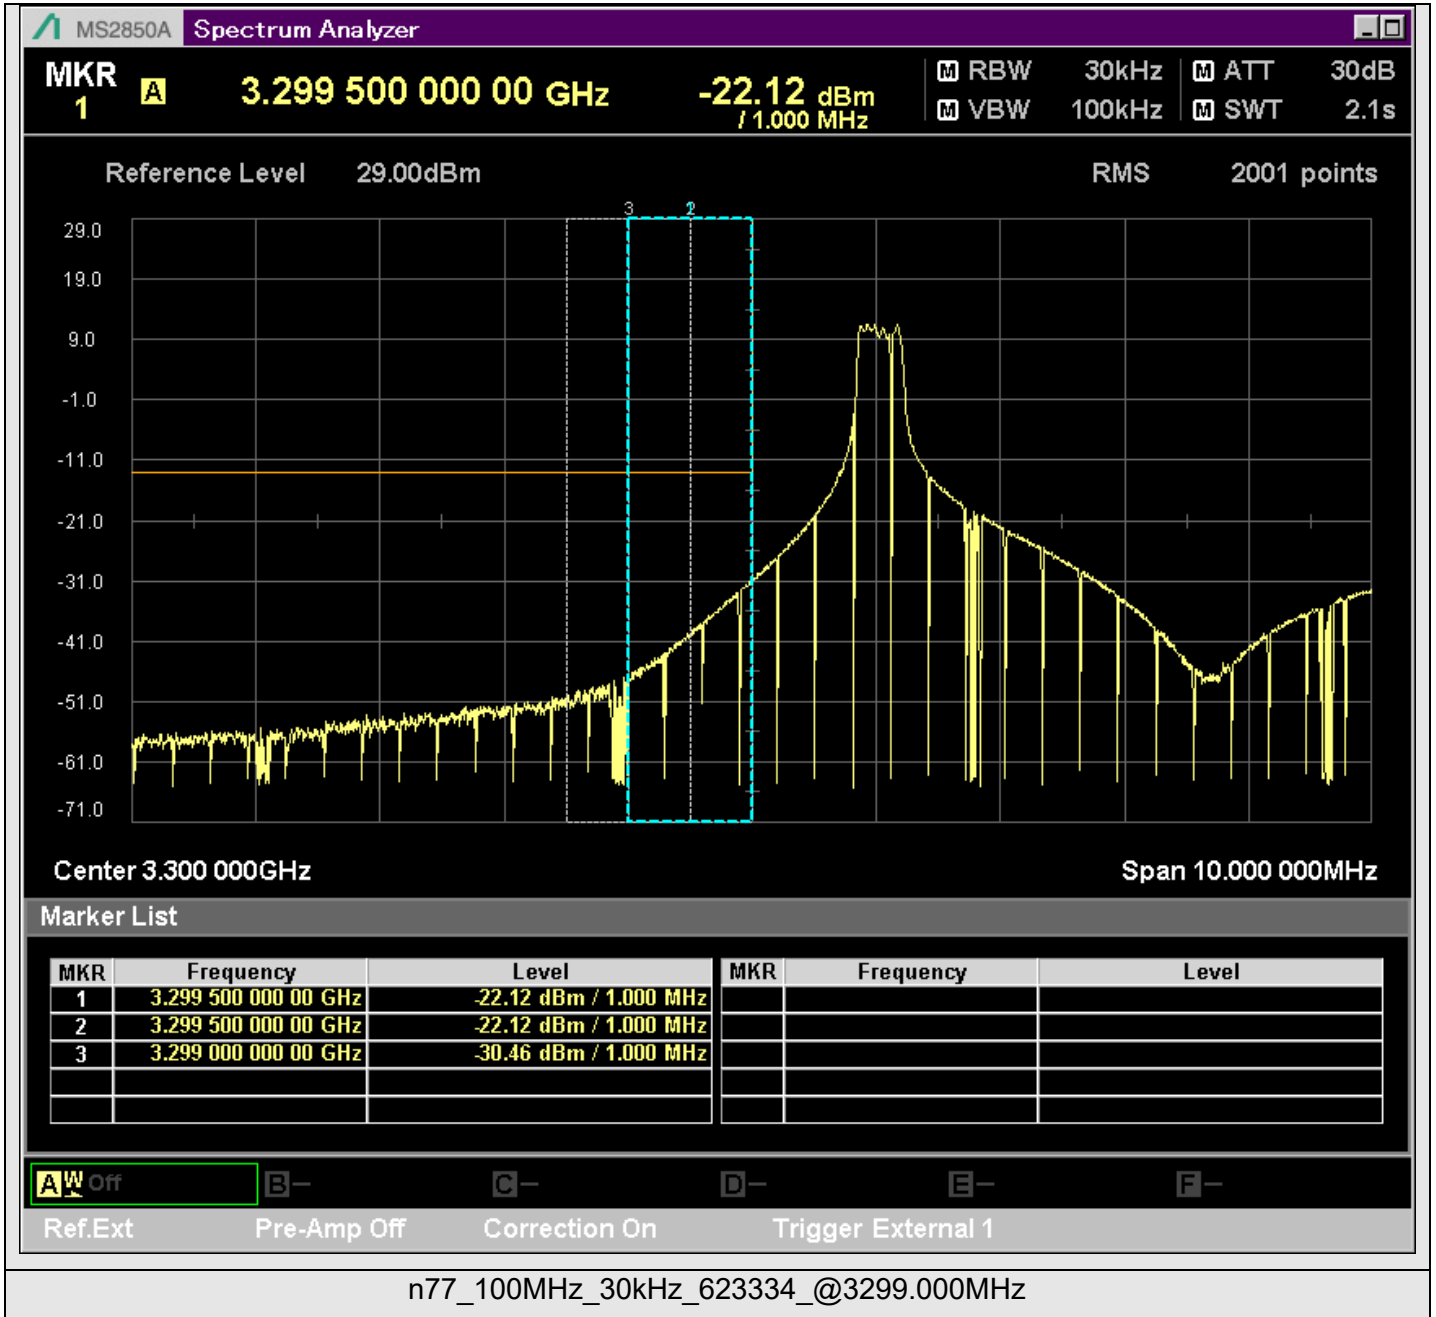 MS2850A Spectrum Analyzer
MKR 1 A 3.299 500 000 00 GHz -22.12 dBm / 1.000 MHz
M RBW 30kHz M ATT 30dB
M VBW 100kHz M SWT 2.1s
Reference Level 29.00dBm RMS 2001 points
3 2
29.0
19.0
9.0
-1.0
-11.0
-21.0
-31.0
-41.0
-51.0
-61.0
-71.0
Center 3.300 000GHz Span 10.000 000MHz
Marker List
MKR Frequency Level MKR Frequency Level
1 3.299 500 000 00 GHz -22.12 dBm / 1.000 MHz
2 3.299 500 000 00 GHz -22.12 dBm / 1.000 MHz
3 3.299 000 000 00 GHz -30.46 dBm / 1.000 MHz
A W Off B- C- D- E- F-
Ref.Ext Pre-Amp Off Correction On Trigger External 1
n77_100MHz_30kHz_623334_@3299.000MHz